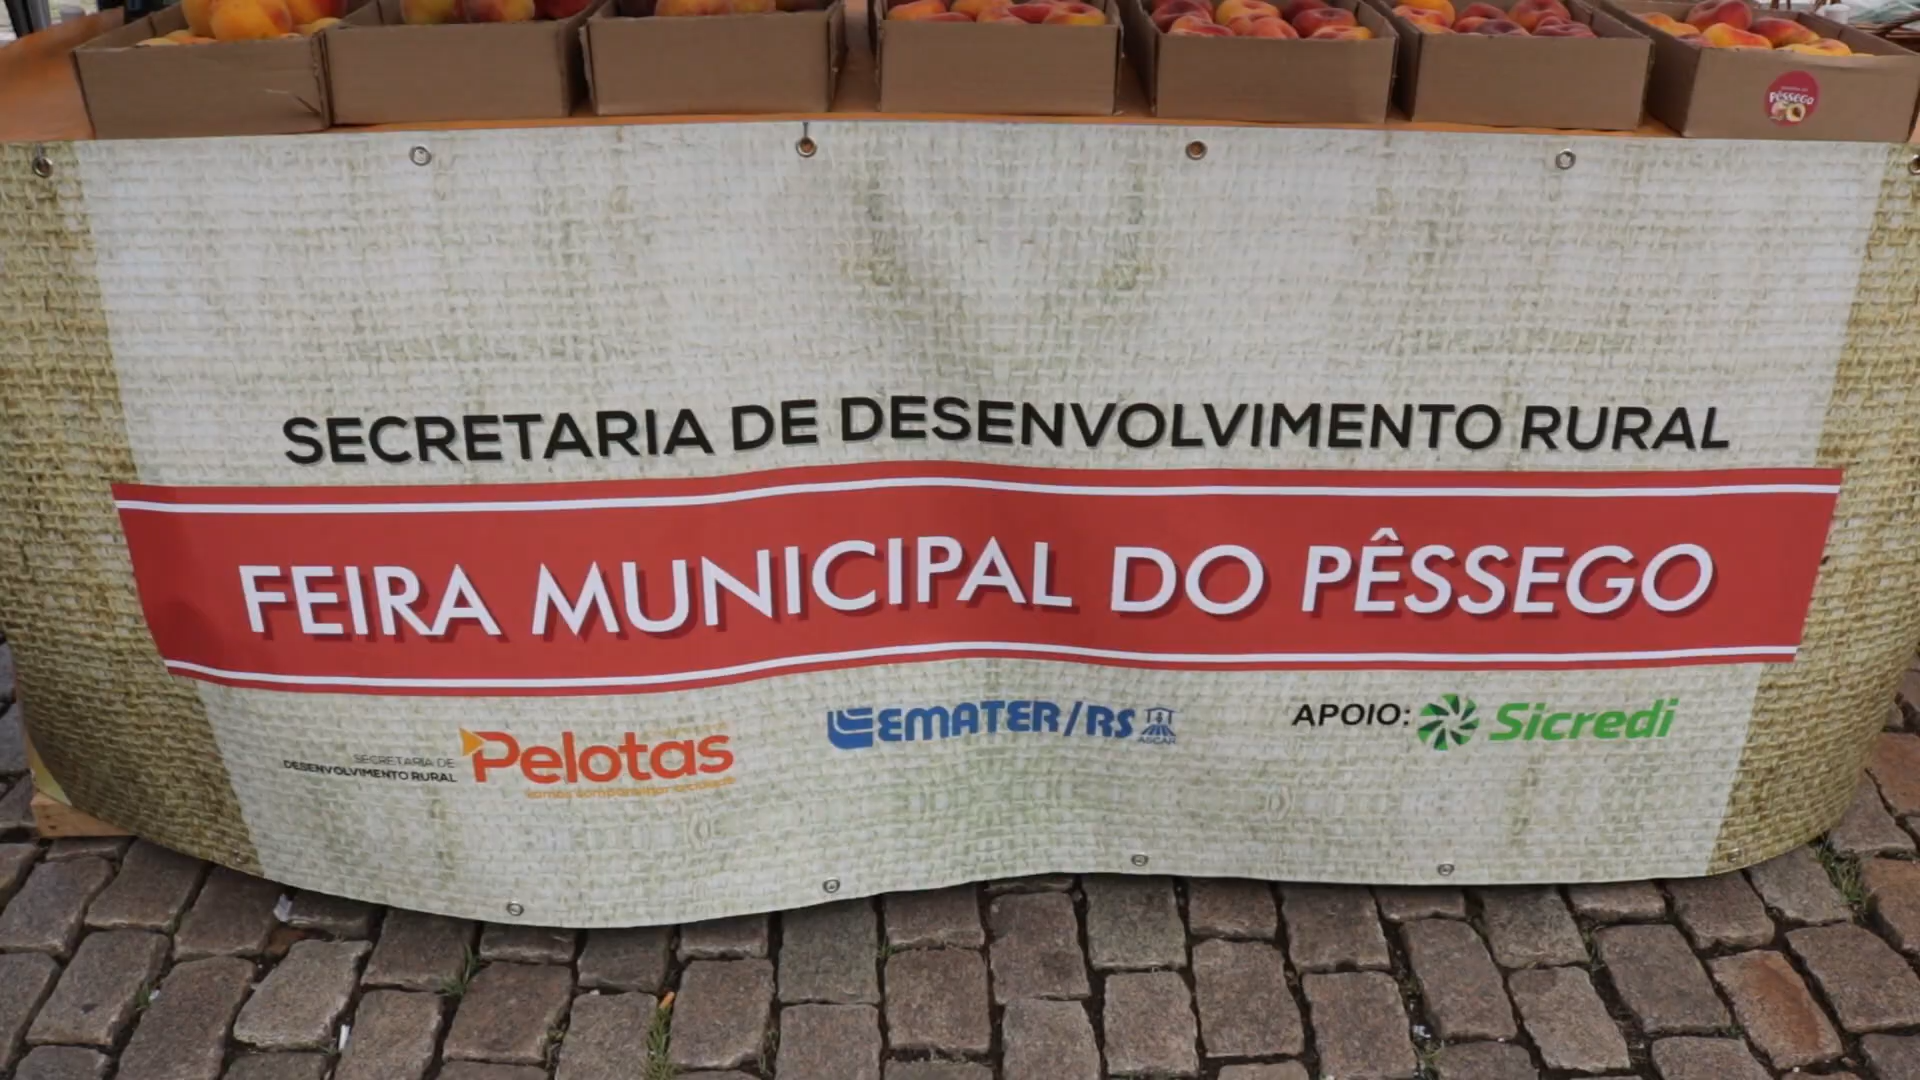 PÊSSEGO
SECRETARIA DE DESENVOLVIMENTO RURAL
FEIRA MUNICIPAL DO PÊSSEGO
SECRETARIA DE
DESENVOLVIMENTO RURAL
Pelotas
EMATER/RS
ASCAR
APOIO: Sicredi